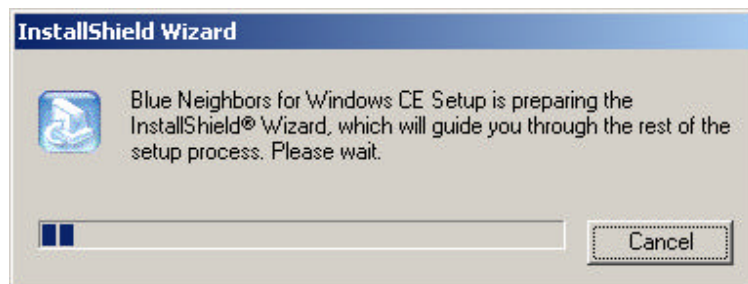 InstallShield Wizard
Blue Neighbors for Windows CE Setup is preparing the
InstallShield® Wizard, which will guide you through the rest of the
setup process. Please wait.
Cancel